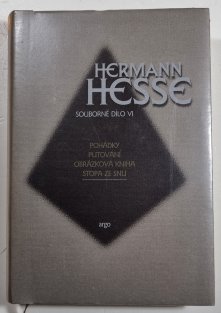 HERMANN
HESSE
SOUBORNÉ DÍLO VI
POHÁDKY
PUTOVÁNÍ
OBRÁZKOVÁ KNIHA
STOPA ZE SNU
argo